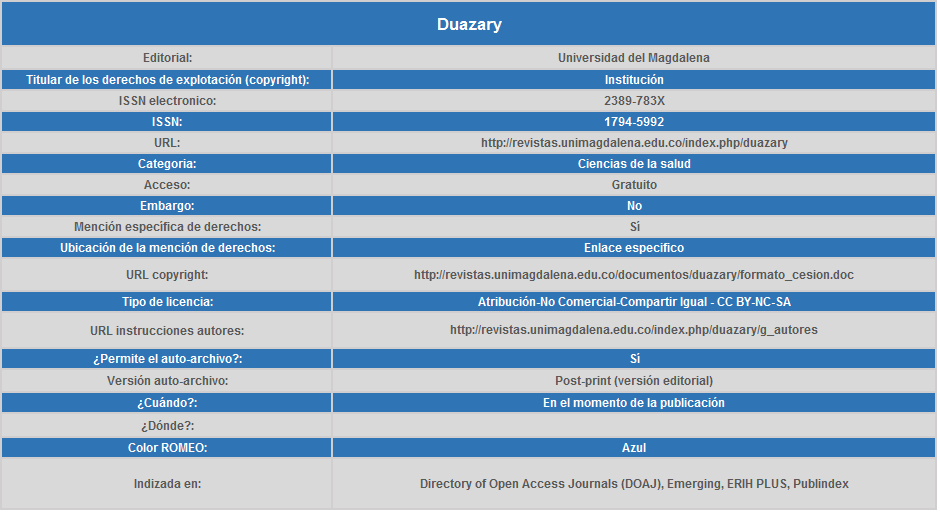 Duazary
Editorial: Universidad del Magdalena
Titular de los derechos de explotación (copyright): Institución
ISSN electronico: 2389-783X
ISSN: 1794-5992
URL: http://revistas.unimagdalena.edu.co/index.php/duazary
Categoria: Ciencias de la salud
Acceso: Gratuito
Embargo: No
Mención específica de derechos: Sí
Ubicación de la mención de derechos: Enlace especifico
URL copyright: http://revistas.unimagdalena.edu.co/documentos/duazary/formato_cesion.doc
Tipo de licencia: Atribución-No Comercial-Compartir Igual - CC BY-NC-SA
URL instrucciones autores: http://revistas.unimagdalena.edu.co/index.php/duazary/g_autores
¿Permite el auto-archivo?: Sí
Versión auto-archivo: Post-print (versión editorial)
¿Cuándo?: En el momento de la publicación
¿Dónde?:
Color ROMEO: Azul
Indizada en: Directory of Open Access Journals (DOAJ), Emerging, ERIH PLUS, Publindex